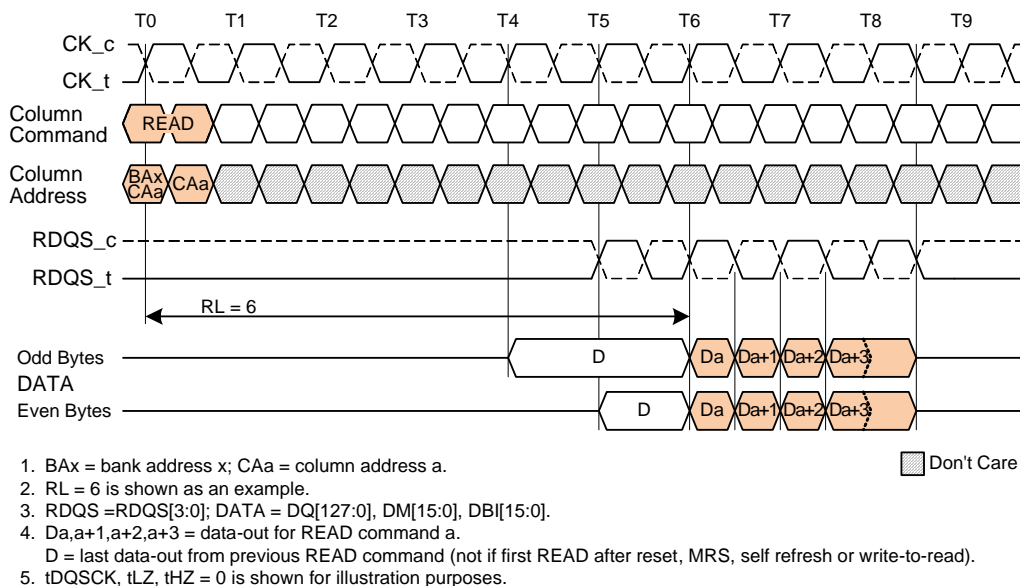 T0 T1 T2 T3 T4 T5 T6 T7 T8 T9
CK_c
CK_t
Column
Command
READ
Column
Address
BAx
CAa
CAa
RDQS_c
RDQS_t
RL = 6
Odd Bytes
D Da Da+1 Da+2 Da+3
DATA
Even Bytes
D Da Da+1 Da+2 Da+3
Don't Care
1. BAx = bank address x; CAa = column address a.
2. RL = 6 is shown as an example.
3. RDQS =RDQS[3:0]; DATA = DQ[127:0], DM[15:0], DBI[15:0].
4. Da,a+1,a+2,a+3 = data-out for READ command a.
D = last data-out from previous READ command (not if first READ after reset, MRS, self refresh or write-to-read).
5. tDQSCK, tLZ, tHZ = 0 is shown for illustration purposes.